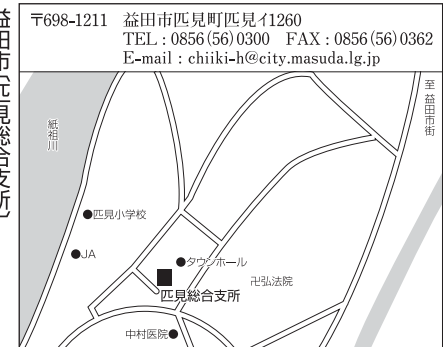 〒698-1211 益田市匹見町匹見イ1260
TEL：0856(56)0300 FAX：0856(56)0362
E-mail：chiiki-h@city.masuda.lg.jp
益田市匹見総合支所
至 益田市街
紙祖川
●匹見小学校
●JA
●タウンホール
卍弘法院
匹見総合支所
中村医院●